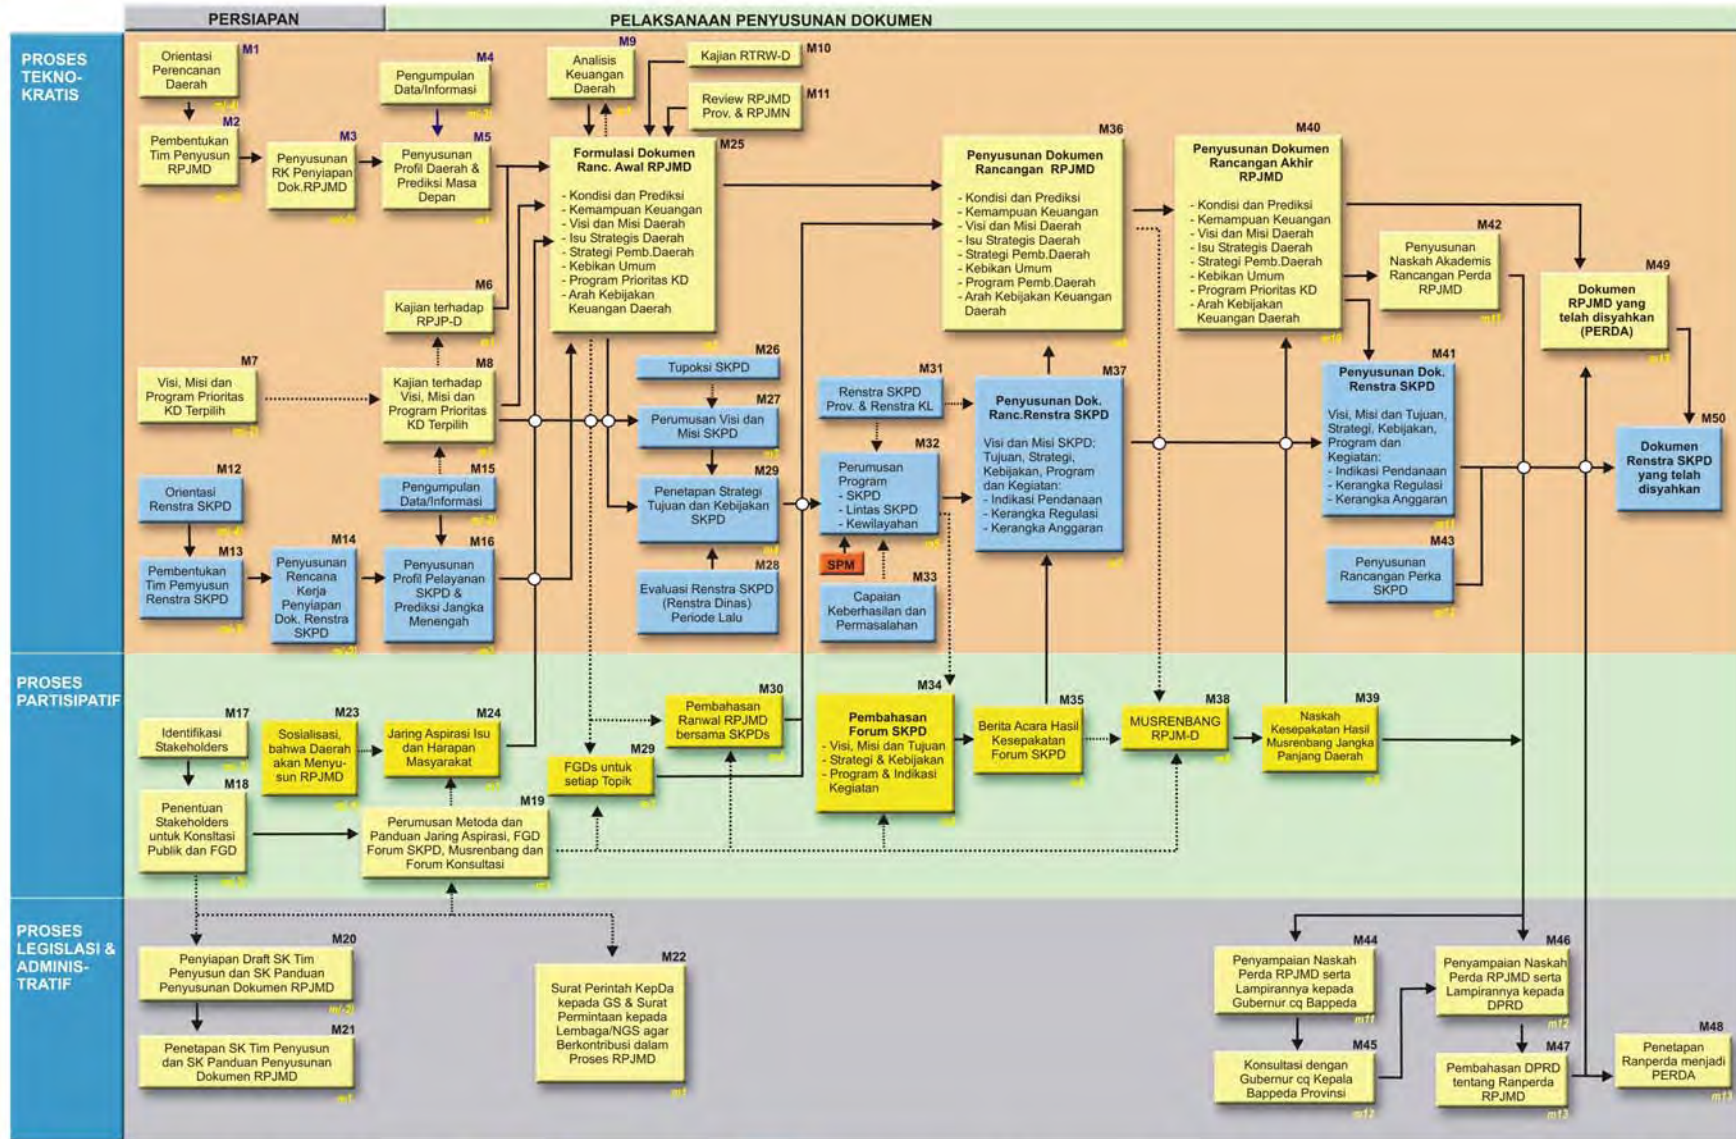 PERSIAPAN
PELAKSANAAN PENYUSUNAN DOKUMEN
PROSES
TEKNO-
KRATIS
M1
Orientasi
Perencanan
Daerah
m(-4)
M2
Pembentukan
Tim Penyusun
RPJMD
M3
Penyusunan
RK Penyiapan
Dok.RPJMD
M4
Pengumpulan
Data/Informasi
M5
Penyusunan
Profil Daerah &
Prediksi Masa
Depan
M9
Analisis
Keuangan
Daerah
M10
Kajian RTRW-D
M11
Review RPJMD
Prov. & RPJMN
M25
Formulasi Dokumen
Ranc. Awal RPJMD
- Kondisi dan Prediksi
- Kemampuan Keuangan
- Visi dan Misi Daerah
- Isu Strategis Daerah
- Strategi Pemb.Daerah
- Kebikan Umum
- Program Prioritas KD
- Arah Kebijakan
Keuangan Daerah
M36
Penyusunan Dokumen
Rancangan RPJMD
- Kondisi dan Prediksi
- Kemampuan Keuangan
- Visi dan Misi Daerah
- Isu Strategis Daerah
- Strategi Pemb.Daerah
- Kebikan Umum
- Program Pemb.Daerah
- Arah Kebijakan Keuangan
Daerah
M40
Penyusunan Dokumen
Rancangan Akhir
RPJMD
- Kondisi dan Prediksi
- Kemampuan Keuangan
- Visi dan Misi Daerah
- Isu Strategis Daerah
- Strategi Pemb.Daerah
- Kebikan Umum
- Program Prioritas KD
- Arah Kebijakan
Keuangan Daerah
m10
M42
Penyusunan
Naskah Akademis
Rancangan Perda
RPJMD
m11
M49
Dokumen
RPJMD yang
telah disyahkan
(PERDA)
m13
M6
Kajian terhadap
RPJP-D
M7
Visi, Misi dan
Program Prioritas
KD Terpilih
M8
Kajian terhadap
Visi, Misi dan
Program Prioritas
KD Terpilih
M26
Tupoksi SKPD
M27
Perumusan Visi dan
Misi SKPD
M29
Penetapan Strategi
Tujuan dan Kebijakan
SKPD
M28
Evaluasi Renstra SKPD
(Renstra Dinas)
Periode Lalu
M31
Renstra SKPD
Prov. & Renstra KL
M32
Perumusan
Program
- SKPD
- Lintas SKPD
- Kewilayahan
SPM
M33
Capaian
Keberhasilan dan
Permasalahan
M37
Penyusunan Dok.
Ranc.Renstra SKPD
Visi dan Misi SKPD;
Tujuan, Strategi,
Kebijakan, Program
dan Kegiatan:
- Indikasi Pendanaan
- Kerangka Regulasi
- Kerangka Anggaran
M41
Penyusunan Dok.
Renstra SKPD
Visi, Misi dan Tujuan,
Strategi, Kebijakan,
Program dan
Kegiatan:
- Indikasi Pendanaan
- Kerangka Regulasi
- Kerangka Anggaran
m11
M43
Penyusunan
Rancangan Perka
SKPD
M50
Dokumen
Renstra SKPD
yang telah
disyahkan
M12
Orientasi
Renstra SKPD
m(-4)
M13
Pembentukan
Tim Pemyusun
Renstra SKPD
M14
Penyusunan
Rencana
Kerja
Penyiapan
Dok. Renstra
SKPD
M15
Pengumpulan
Data/Informasi
M16
Penyusunan
Profil Pelayanan
SKPD &
Prediksi Jangka
Menengah
PROSES
PARTISIPATIF
M17
Identifikasi
Stakeholders
M18
Penentuan
Stakeholders
untuk Konsltasi
Publik dan FGD
M23
Sosialisasi,
bahwa Daerah
akan Menyu-
sun RPJMD
M24
Jaring Aspirasi Isu
dan Harapan
Masyarakat
M19
Perumusan Metoda dan
Panduan Jaring Aspirasi, FGD
Forum SKPD, Musrenbang dan
Forum Konsultasi
M29
FGDs untuk
setiap Topik
M30
Pembahasan
Ranwal RPJMD
bersama SKPDs
M34
Pembahasan
Forum SKPD
- Visi, Misi dan Tujuan
- Strategi & Kebijakan
- Program & Indikasi
Kegiatan
M35
Berita Acara Hasil
Kesepakatan
Forum SKPD
M38
MUSRENBANG
RPJM-D
M39
Naskah
Kesepakatan Hasil
Musrenbang Jangka
Panjang Daerah
PROSES
LEGISLASI &
ADMINIS-
TRATIF
M20
Penyiapan Draft SK Tim
Penyusun dan SK Panduan
Penyusunan Dokumen RPJMD
m(-2)
M21
Penetapan SK Tim Penyusun
dan SK Panduan Penyusunan
Dokumen RPJMD
m1
M22
Surat Perintah KepDa
kepada GS & Surat
Permintaan kepada
Lembaga/NGS agar
Berkontribusi dalam
Proses RPJMD
m1
M44
Penyampaian Naskah
Perda RPJMD serta
Lampirannya kepada
Gubernur cq Bappeda
m11
M45
Konsultasi dengan
Gubernur cq Kepala
Bappeda Provinsi
m12
M46
Penyampaian Naskah
Perda RPJMD serta
Lampirannya kepada
DPRD
m12
M47
Pembahasan DPRD
tentang Ranperda
RPJMD
m13
M48
Penetapan
Ranperda menjadi
PERDA
m13